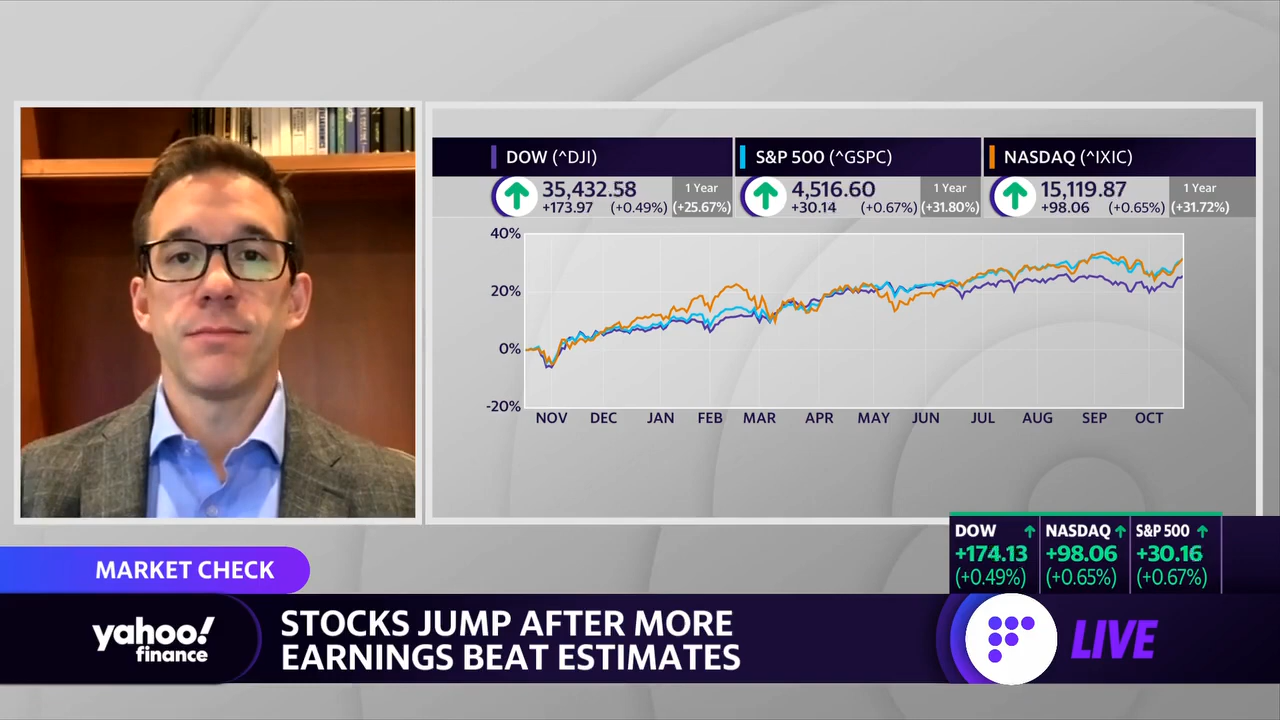 DOW (^DJI)
35,432.58
+173.97 (+0.49%)
1 Year
(+25.67%)
S&P 500 (^GSPC)
4,516.60
+30.14 (+0.67%)
1 Year
(+31.80%)
NASDAQ (^IXIC)
15,119.87
+98.06 (+0.65%)
1 Year
(+31.72%)
40%
20%
0%
-20%
NOV DEC JAN FEB MAR APR MAY JUN JUL AUG SEP OCT
DOW
+174.13
(+0.49%)
NASDAQ
+98.06
(+0.65%)
S&P 500
+30.16
(+0.67%)
MARKET CHECK
yahoo!
finance
STOCKS JUMP AFTER MORE
EARNINGS BEAT ESTIMATES
LIVE